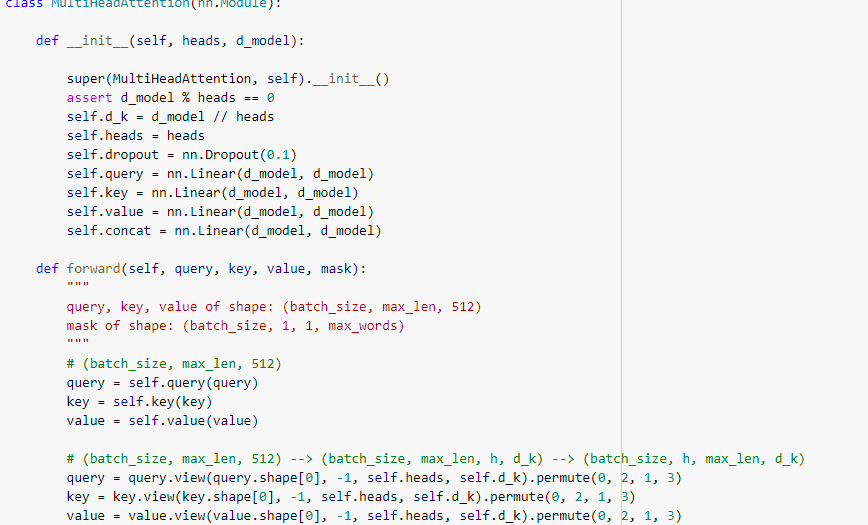 class MultiHeadAttention(nn.Module):
def __init__(self, heads, d_model):
super(MultiHeadAttention, self).__init__()
assert d_model % heads == 0
self.d_k = d_model // heads
self.heads = heads
self.dropout = nn.Dropout(0.1)
self.query = nn.Linear(d_model, d_model)
self.key = nn.Linear(d_model, d_model)
self.value = nn.Linear(d_model, d_model)
self.concat = nn.Linear(d_model, d_model)
def forward(self, query, key, value, mask):
"""
query, key, value of shape: (batch_size, max_len, 512)
mask of shape: (batch_size, 1, 1, max_words)
"""
# (batch_size, max_len, 512)
query = self.query(query)
key = self.key(key)
value = self.value(value)
# (batch_size, max_len, 512) --> (batch_size, max_len, h, d_k) --> (batch_size, h, max_len, d_k)
query = query.view(query.shape[0], -1, self.heads, self.d_k).permute(0, 2, 1, 3)
key = key.view(key.shape[0], -1, self.heads, self.d_k).permute(0, 2, 1, 3)
value = value.view(value.shape[0], -1, self.heads, self.d_k).permute(0, 2, 1, 3)